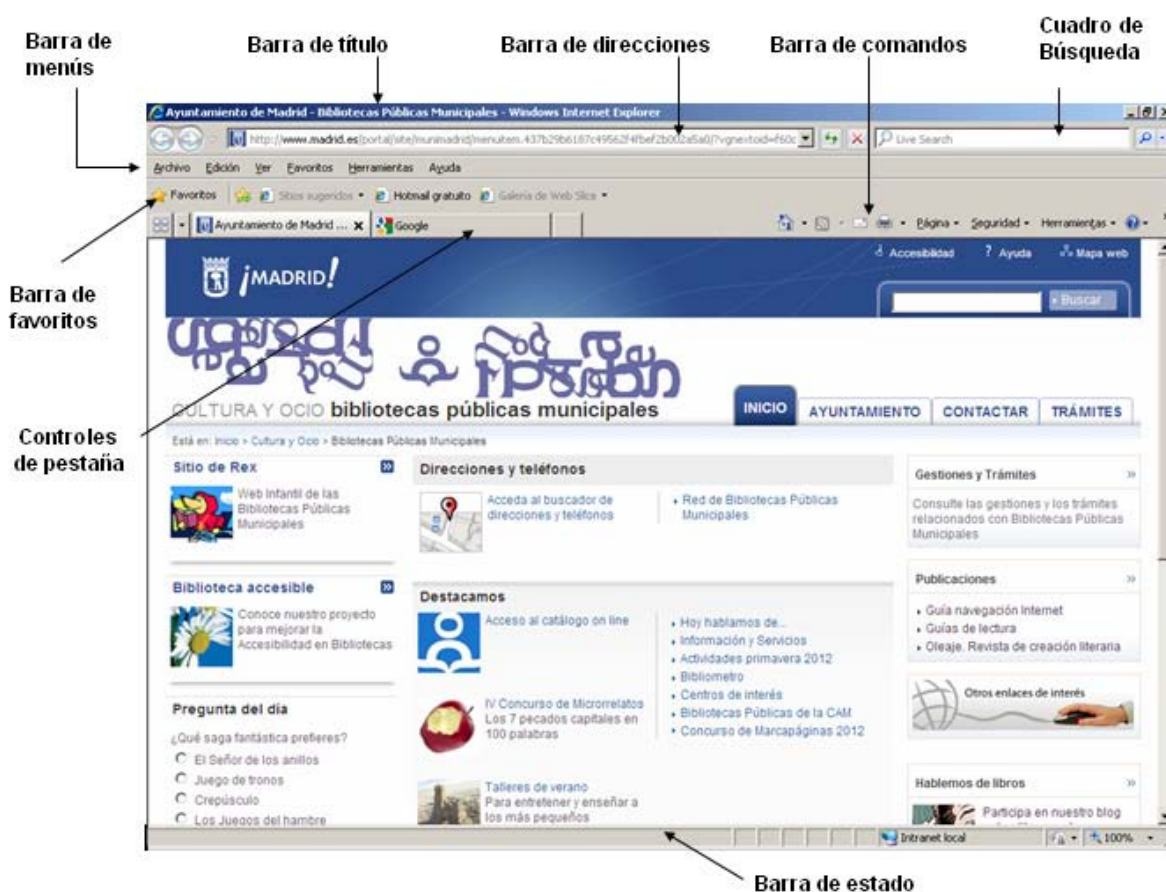 Barra de
menús
Barra de título
Barra de direcciones
Barra de comandos
Cuadro de
Búsqueda
Ayuntamiento de Madrid - Bibliotecas Públicas Municipales - Windows Internet Explorer
http://www.madrid.es/portal/site/munimadrid/menuitem.437b29b6187c49562f4fbef2b002a5a0/?vgnextoid=f60c
Live Search
Archivo Edición Ver Favoritos Herramientas Ayuda
Favoritos Sitios sugeridos Hotmail gratuito Galería de Web Slice
Ayuntamiento de Madrid ... Google Página Seguridad Herramientas
Barra de
favoritos
Controles
de pestaña
¡MADRID!
Accesibilidad ? Ayuda Mapa web
Buscar
CULTURA Y OCIO bibliotecas públicas municipales
INICIO AYUNTAMIENTO CONTACTAR TRÁMITES
Está en: Inicio > Cultura y Ocio > Bibliotecas Públicas Municipales
Sitio de Rex
Web Infantil de las
Bibliotecas Públicas
Municipales
Biblioteca accesible
Conoce nuestro proyecto
para mejorar la
Accesibilidad en Bibliotecas
Pregunta del día
¿Qué saga fantástica prefieres?
El Señor de los anillos
Juego de tronos
Crepúsculo
Los Juegos del hambre
Direcciones y teléfonos
Acceda al buscador de
direcciones y teléfonos
Red de Bibliotecas Públicas
Municipales
Destacamos
Acceso al catálogo on line
IV Concurso de Microrrelatos
Los 7 pecados capitales en
100 palabras
Talleres de verano
Para entretener y enseñar a
los más pequeños
Hoy hablamos de...
Información y Servicios
Actividades primavera 2012
Bibliometro
Centros de interés
Bibliotecas Públicas de la CAM
Concurso de Marcapáginas 2012
Gestiones y Trámites
Consulte las gestiones y los trámites
relacionados con Bibliotecas Públicas
Municipales
Publicaciones
Guía navegación Internet
Guías de lectura
Oleaje. Revista de creación literaria
Otros enlaces de interés
Hablemos de libros
Participa en nuestro blog
Intranet local 100%
Barra de estado